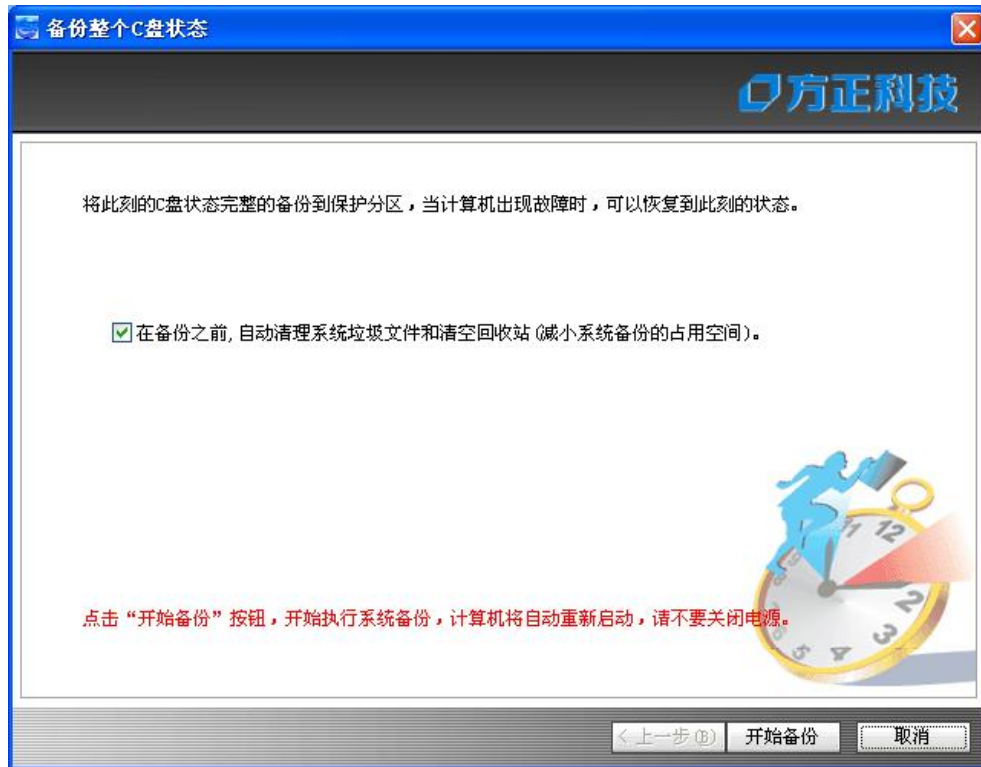 备份整个C盘状态
方正科技
将此刻的C盘状态完整的备份到保护分区，当计算机出现故障时，可以恢复到此刻的状态。
在备份之前,自动清理系统垃圾文件和清空回收站(减小系统备份的占用空间)。
11 12
2
3
4
5
点击“开始备份”按钮，开始执行系统备份，计算机将自动重新启动，请不要关闭电源。
<上一步(B) 开始备份 取消